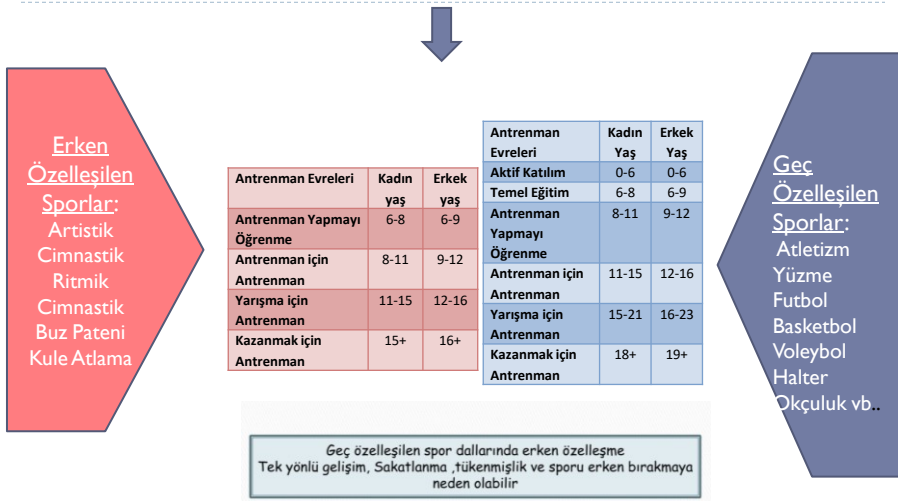 Erken
Özelleşilen
Sporlar:
Artistik
Cimnastik
Ritmik
Cimnastik
Buz Pateni
Kule Atlama
Antrenman Evreleri Kadın yaş Erkek yaş
Antrenman Yapmayı Öğrenme 6-8 6-9
Antrenman için Antrenman 8-11 9-12
Yarışma için Antrenman 11-15 12-16
Kazanmak için Antrenman 15+ 16+
Antrenman Evreleri Kadın Yaş Erkek Yaş
Aktif Katılım 0-6 0-6
Temel Eğitim 6-8 6-9
Antrenman Yapmayı Öğrenme 8-11 9-12
Antrenman için Antrenman 11-15 12-16
Yarışma için Antrenman 15-21 16-23
Kazanmak için Antrenman 18+ 19+
Geç
Özelleşilen
Sporlar:
Atletizm
Yüzme
Futbol
Basketbol
Voleybol
Halter
Okçuluk vb..
Geç özelleşilen spor dallarında erken özelleşme
Tek yönlü gelişim, Sakatlanma ,tükenmişlik ve sporu erken bırakmaya
neden olabilir